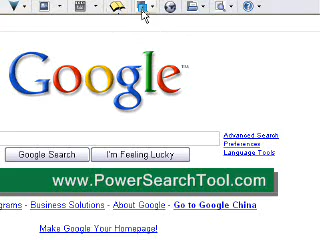 Google™
Advanced Search
Preferences
Language Tools
Google Search I'm Feeling Lucky
www.PowerSearchTool.com
grams - Business Solutions - About Google - Go to Google China
Make Google Your Homepage!